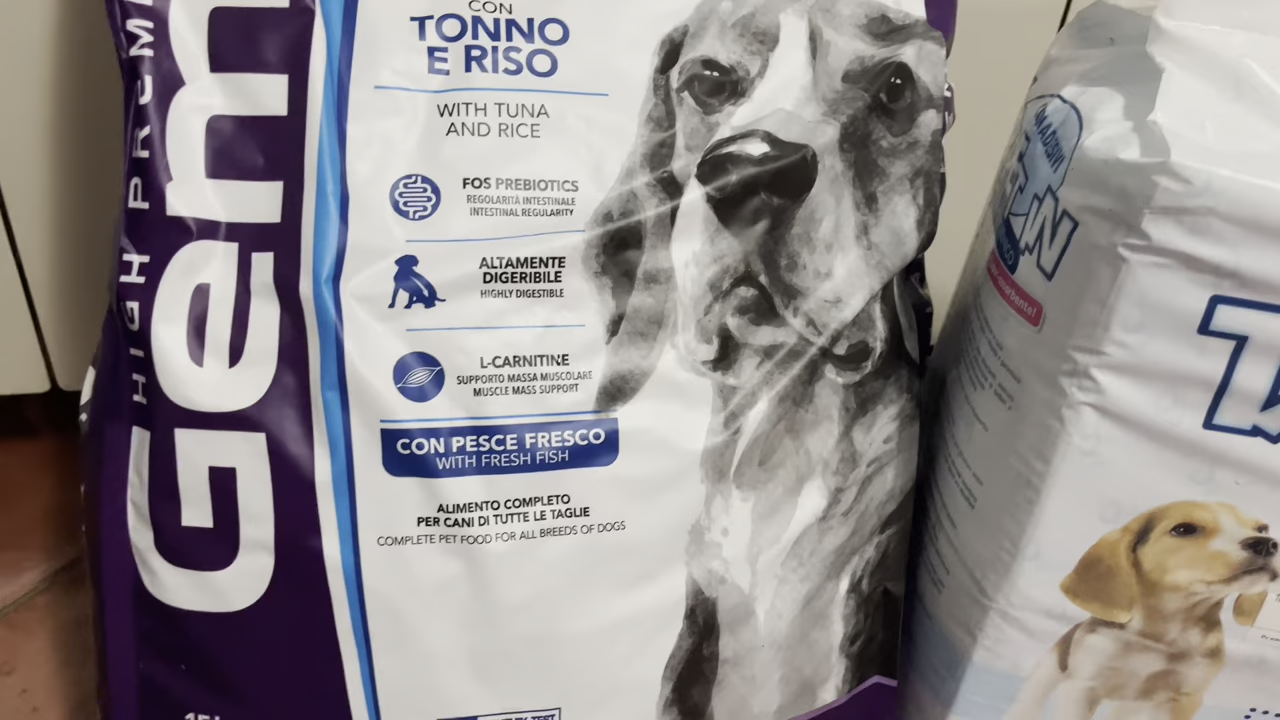 HIGH PREM
Gem
CON
TONNO
E RISO
WITH TUNA
AND RICE
FOS PREBIOTICS
REGOLARITÀ INTESTINALE
INTESTINAL REGULARITY
ALTAMENTE
DIGERIBILE
HIGHLY DIGESTIBLE
L-CARNITINE
SUPPORTO MASSA MUSCOLARE
MUSCLE MASS SUPPORT
CON PESCE FRESCO
WITH FRESH FISH
ALIMENTO COMPLETO
PER CANI DI TUTTE LE TAGLIE
COMPLETE PET FOR ALL BREEDS OF DOGS